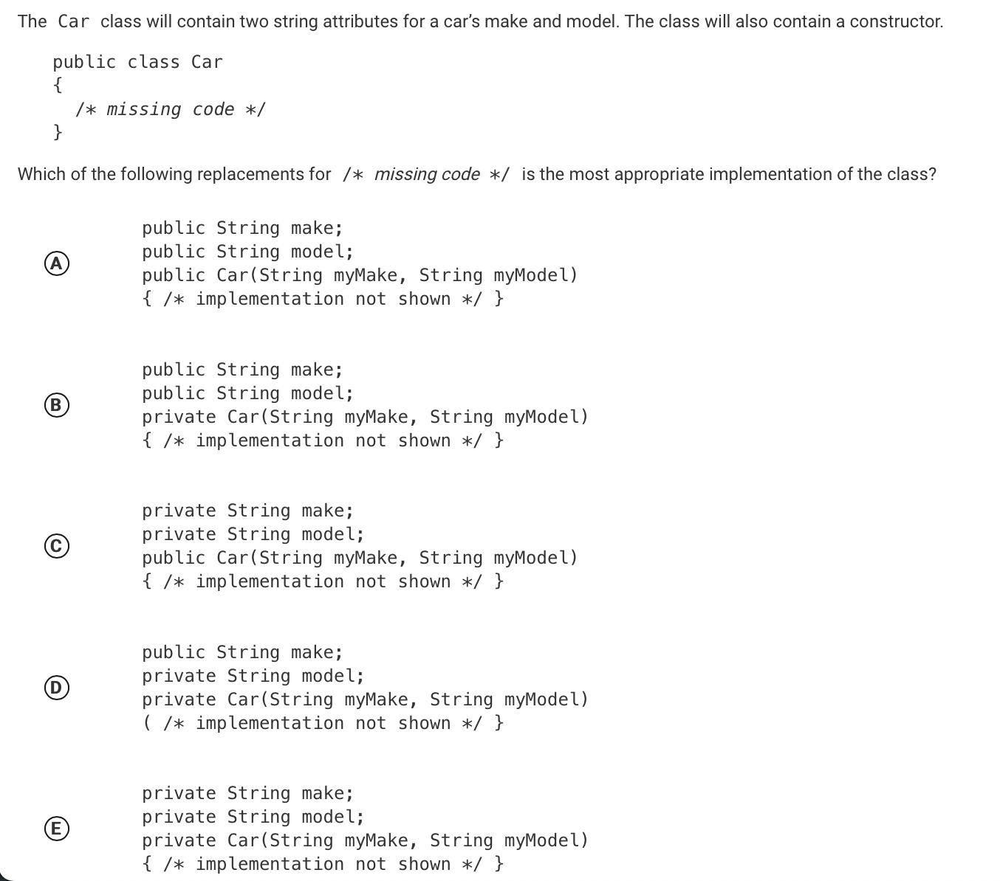 The Car class will contain two string attributes for a car's make and model. The class will also contain a constructor.
public class Car
{
/* missing code */
}
Which of the following replacements for /* missing code */ is the most appropriate implementation of the class?
A
public String make;
public String model;
public Car(String myMake, String myModel)
{ /* implementation not shown */ }
B
public String make;
public String model;
private Car(String myMake, String myModel)
{ /* implementation not shown */ }
C
private String make;
private String model;
public Car(String myMake, String myModel)
{ /* implementation not shown */ }
D
public String make;
private String model;
private Car(String myMake, String myModel)
( /* implementation not shown */ }
E
private String make;
private String model;
private Car(String myMake, String myModel)
{ /* implementation not shown */ }